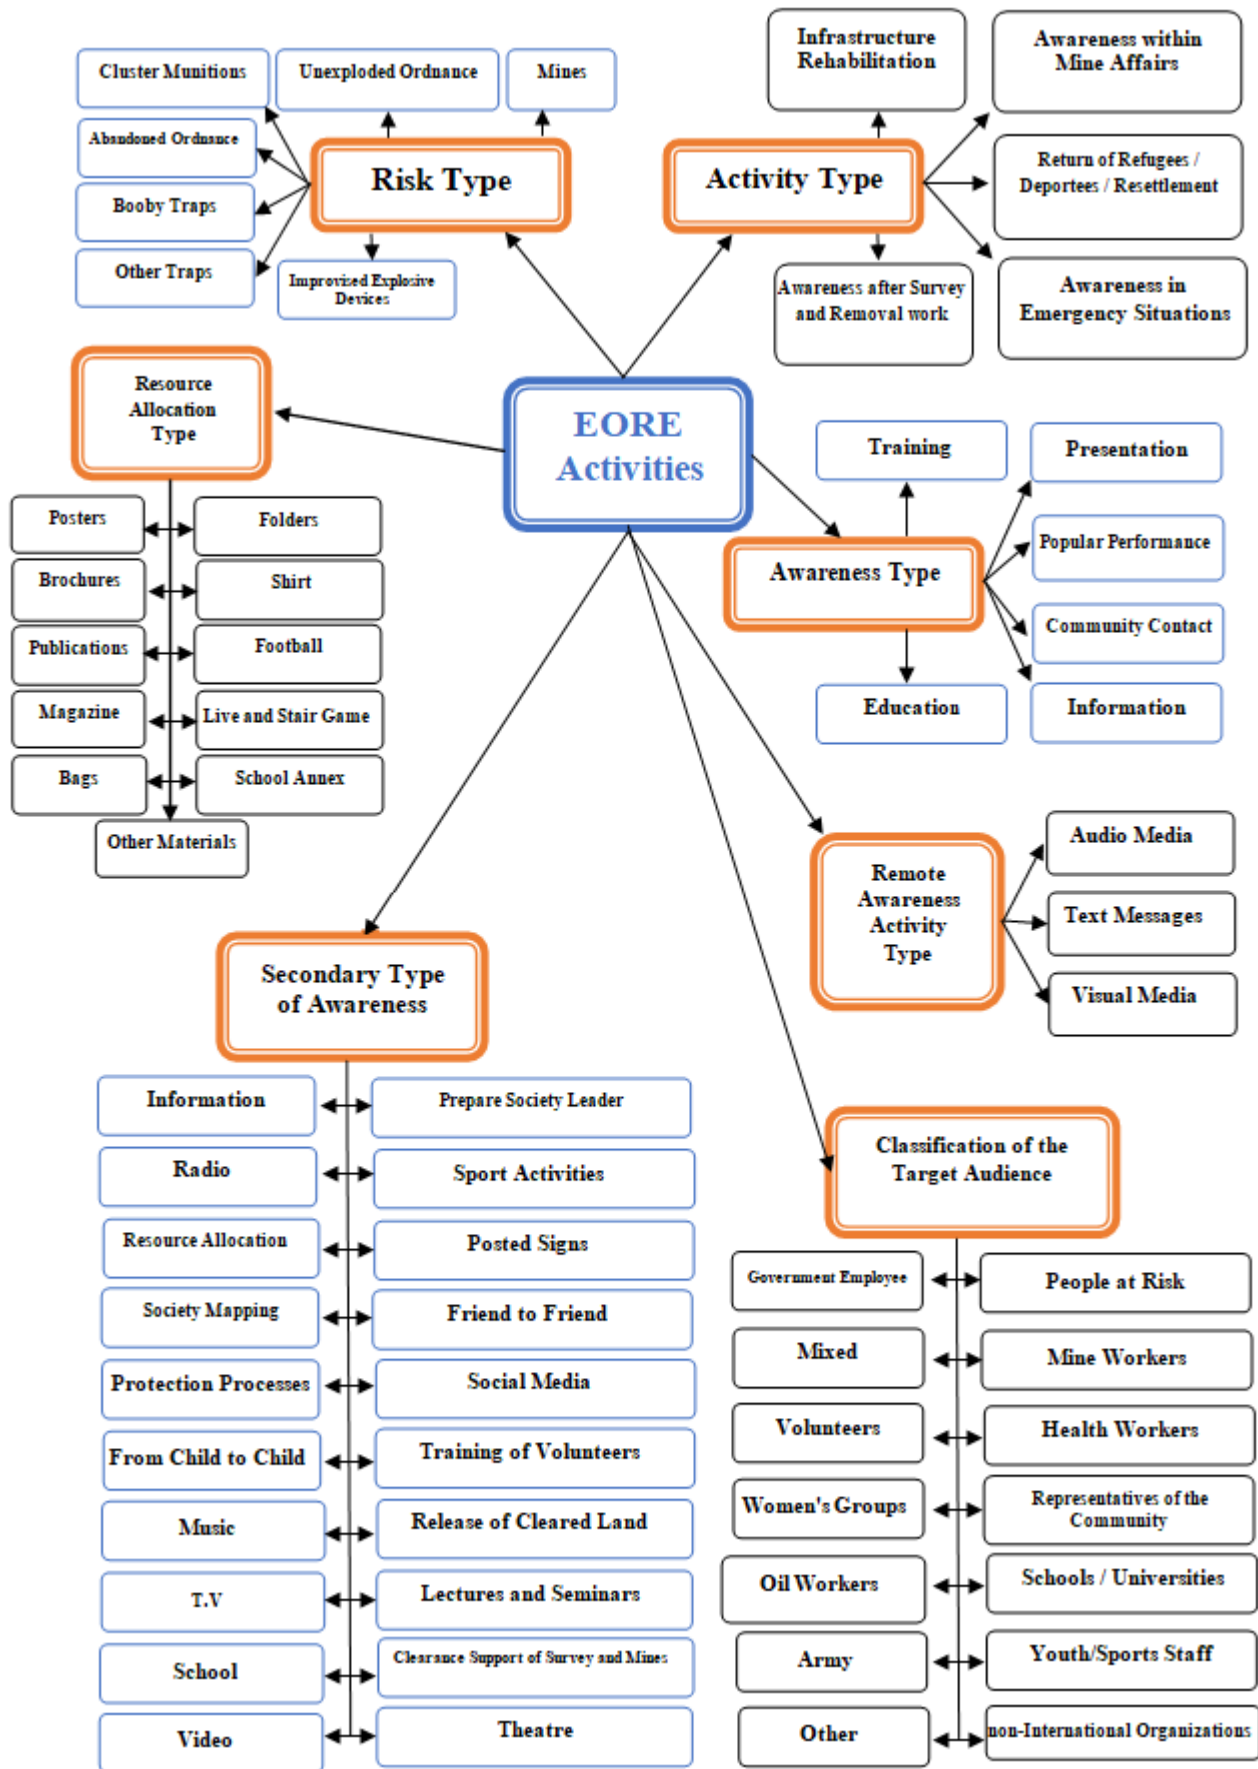 Infrastructure
Rehabilitation
Awareness within
Mine Affairs
Cluster Munitions
Unexploded Ordnance
Mines
Abandoned Ordnance
Risk Type
Activity Type
Return of Refugees /
Deportees / Resettlement
Booby Traps
Other Traps
Improvised Explosive
Devices
Awareness after Survey
and Removal work
Awareness in
Emergency Situations
Resource
Allocation
Type
EORE
Activities
Training
Presentation
Posters
Folders
Popular Performance
Awareness Type
Brochures
Shirt
Community Contact
Publications
Football
Education
Information
Magazine
Live and Stair Game
Bags
School Annex
Other Materials
Audio Media
Remote
Awareness
Activity
Type
Text Messages
Visual Media
Secondary Type
of Awareness
Information
Prepare Society Leader
Classification of the
Target Audience
Radio
Sport Activities
Resource Allocation
Posted Signs
Government Employee
People at Risk
Society Mapping
Friend to Friend
Mixed
Mine Workers
Protection Processes
Social Media
Volunteers
Health Workers
From Child to Child
Training of Volunteers
Women's Groups
Representatives of the
Community
Music
Release of Cleared Land
Oil Workers
Schools / Universities
T.V
Lectures and Seminars
Army
Youth/Sports Staff
School
Clearance Support of Survey and Mines
Other
non-International Organizations
Video
Theatre